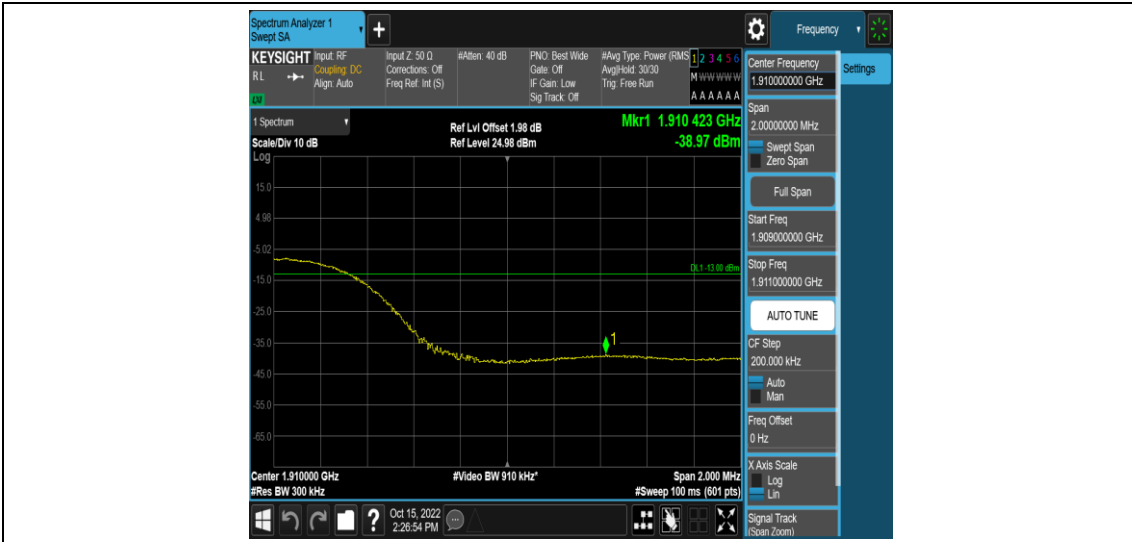 Spectrum Analyzer 1
Swept SA
+
Frequency
KEYSIGHT
Input: RF
Input Z: 50 Ω
#Atten: 40 dB
PNO: Best Wide
#Avg Type: Power (RMS
1 2 3 4 5 6
R L
Coupling: DC
Corrections: Off
Gate: Off
Avg|Hold: 30/30
M W W W W W
Align: Auto
Freq Ref: Int (S)
IF Gain: Low
Trig: Free Run
Sig Track: Off
A A A A A A
LXI
1 Spectrum
Ref Lvl Offset 1.98 dB
Mkr1 1.910 423 GHz
Scale/Div 10 dB
Ref Level 24.98 dBm
-38.97 dBm
Log
15.0
4.98
-5.02
DL1 -13.00 dBm
-15.0
-25.0
-35.0
1
-45.0
-55.0
-65.0
Center 1.910000 GHz
#Video BW 910 kHz*
Span 2.000 MHz
#Res BW 300 kHz
#Sweep 100 ms (601 pts)
?
Oct 15, 2022
2:26:54 PM
Center Frequency
1.910000000 GHz
Settings
Span
2.00000000 MHz
Swept Span
Zero Span
Full Span
Start Freq
1.909000000 GHz
Stop Freq
1.911000000 GHz
AUTO TUNE
CF Step
200.000 kHz
Auto
Man
Freq Offset
0 Hz
X Axis Scale
Log
Lin
Signal Track
(Span Zoom)